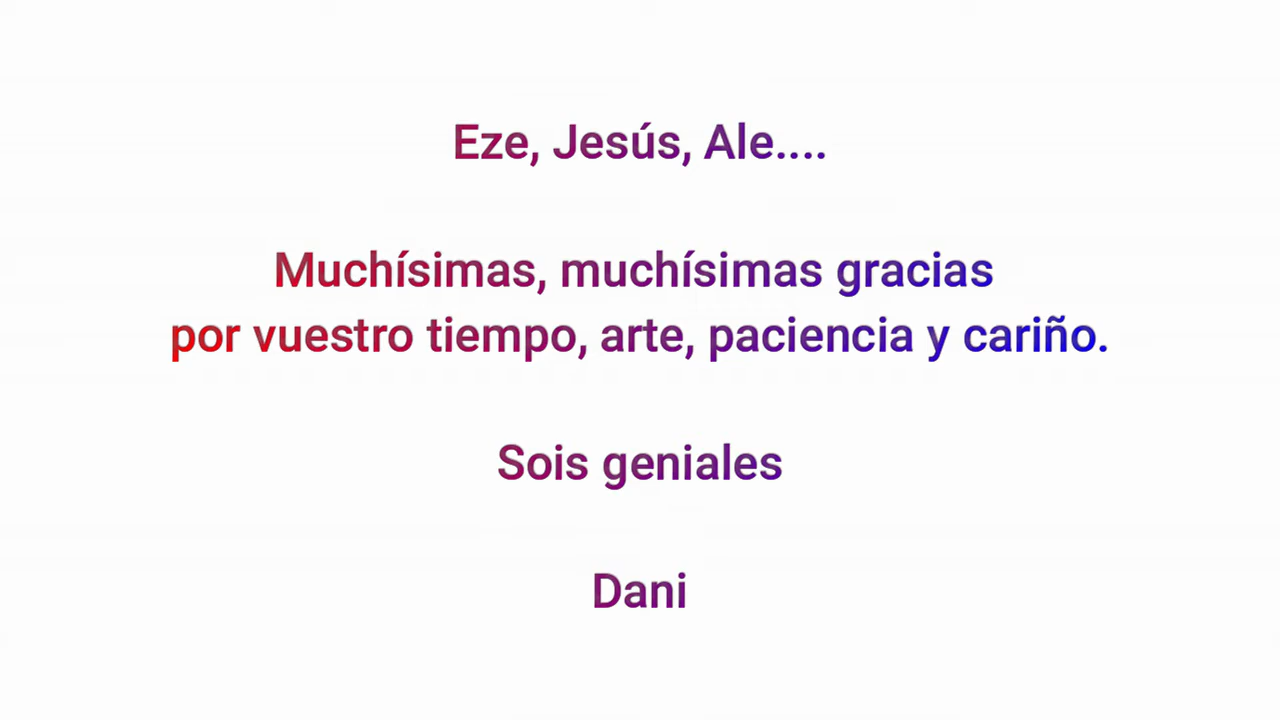 Eze, Jesús, Ale....
Muchísimas, muchísimas gracias
por vuestro tiempo, arte, paciencia y cariño.
Sois geniales
Dani